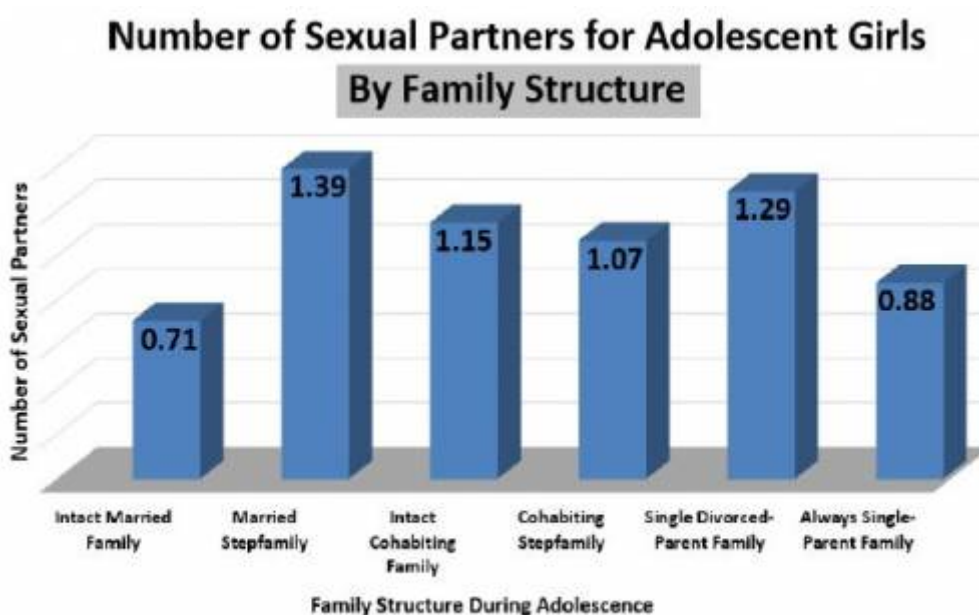 Number of Sexual Partners for Adolescent Girls
By Family Structure
Number of Sexual Partners
0.71
1.39
1.15
1.07
1.29
0.88
Intact Married
Family
Married
Stepfamily
Intact
Cohabiting
Family
Cohabiting
Stepfamily
Single Divorced-
Parent Family
Always Single-
Parent Family
Family Structure During Adolescence